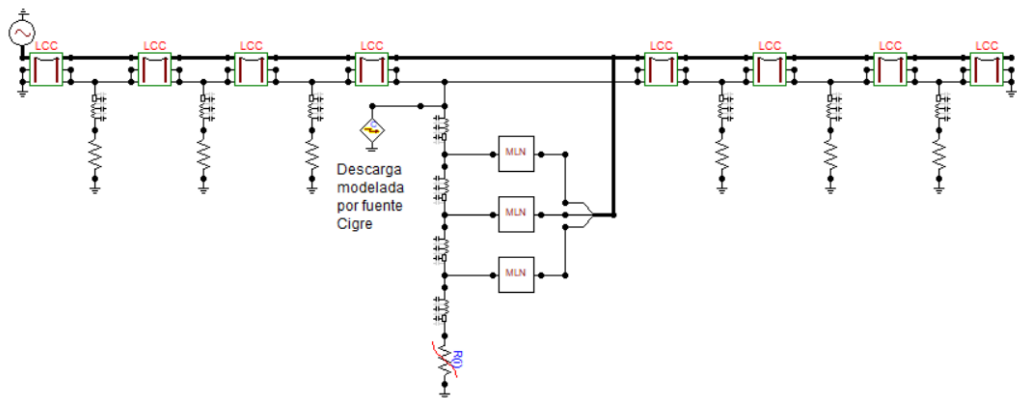 LCC LCC LCC LCC LCC LCC LCC LCC
Descarga
modelada
por fuente
Cigre
MLN
MLN
MLN
R(i)